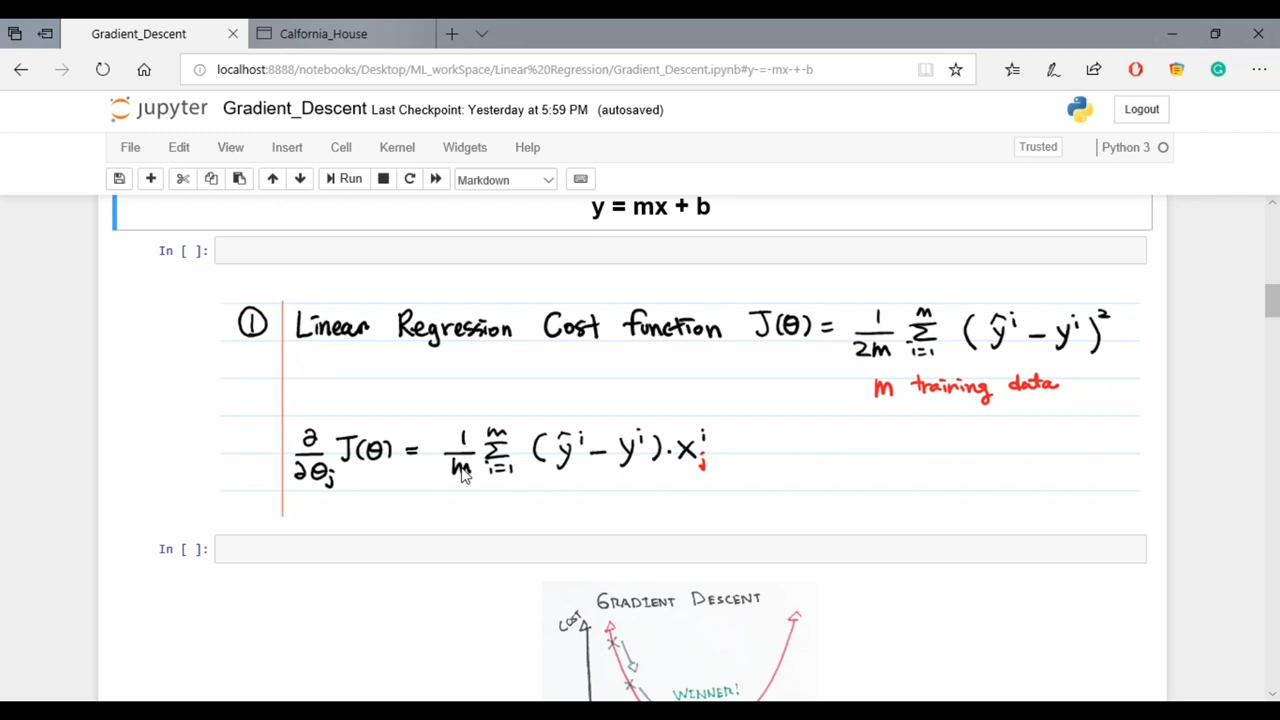 Gradient_Descent
Calfornia_House
localhost:8888/notebooks/Desktop/ML_workSpace/Linear%20Regression/Gradient_Descent.ipynb#y-=-mx-+-b
jupyter Gradient_Descent Last Checkpoint: Yesterday at 5:59 PM (autosaved)
Logout
File Edit View Insert Cell Kernel Widgets Help
Trusted Python 3
Run Markdown
y = mx + b
In [ ]:
① Linear Regression Cost function J(θ) = 1/2m Σ_{i=1}^{m} (ŷ^i - y^i)^2
m training data
∂/∂θ_j J(θ) = 1/m Σ_{i=1}^{m} (ŷ^i - y^i) · x_j^i
In [ ]:
GRADIENT DESCENT
COST
WINNER!